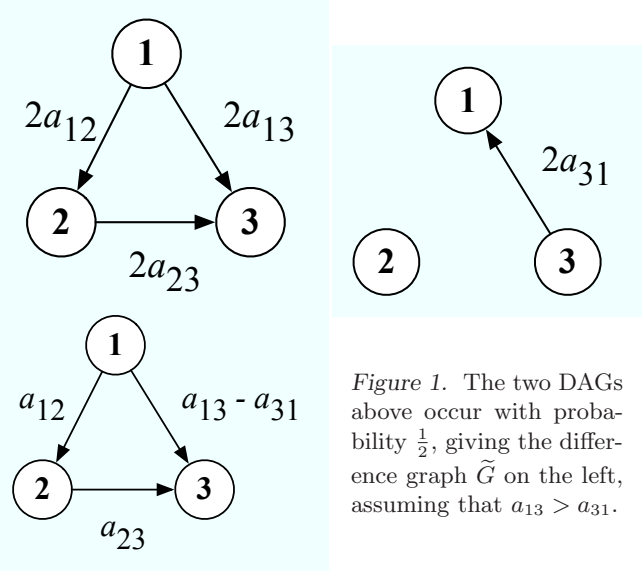 1
2a12
2a13
2
3
2a23
1
2a31
2
3
1
a12
a13 - a31
2
3
a23
Figure 1. The two DAGs
above occur with proba-
bility 1/2, giving the differ-
ence graph G̃ on the left,
assuming that a13 > a31.